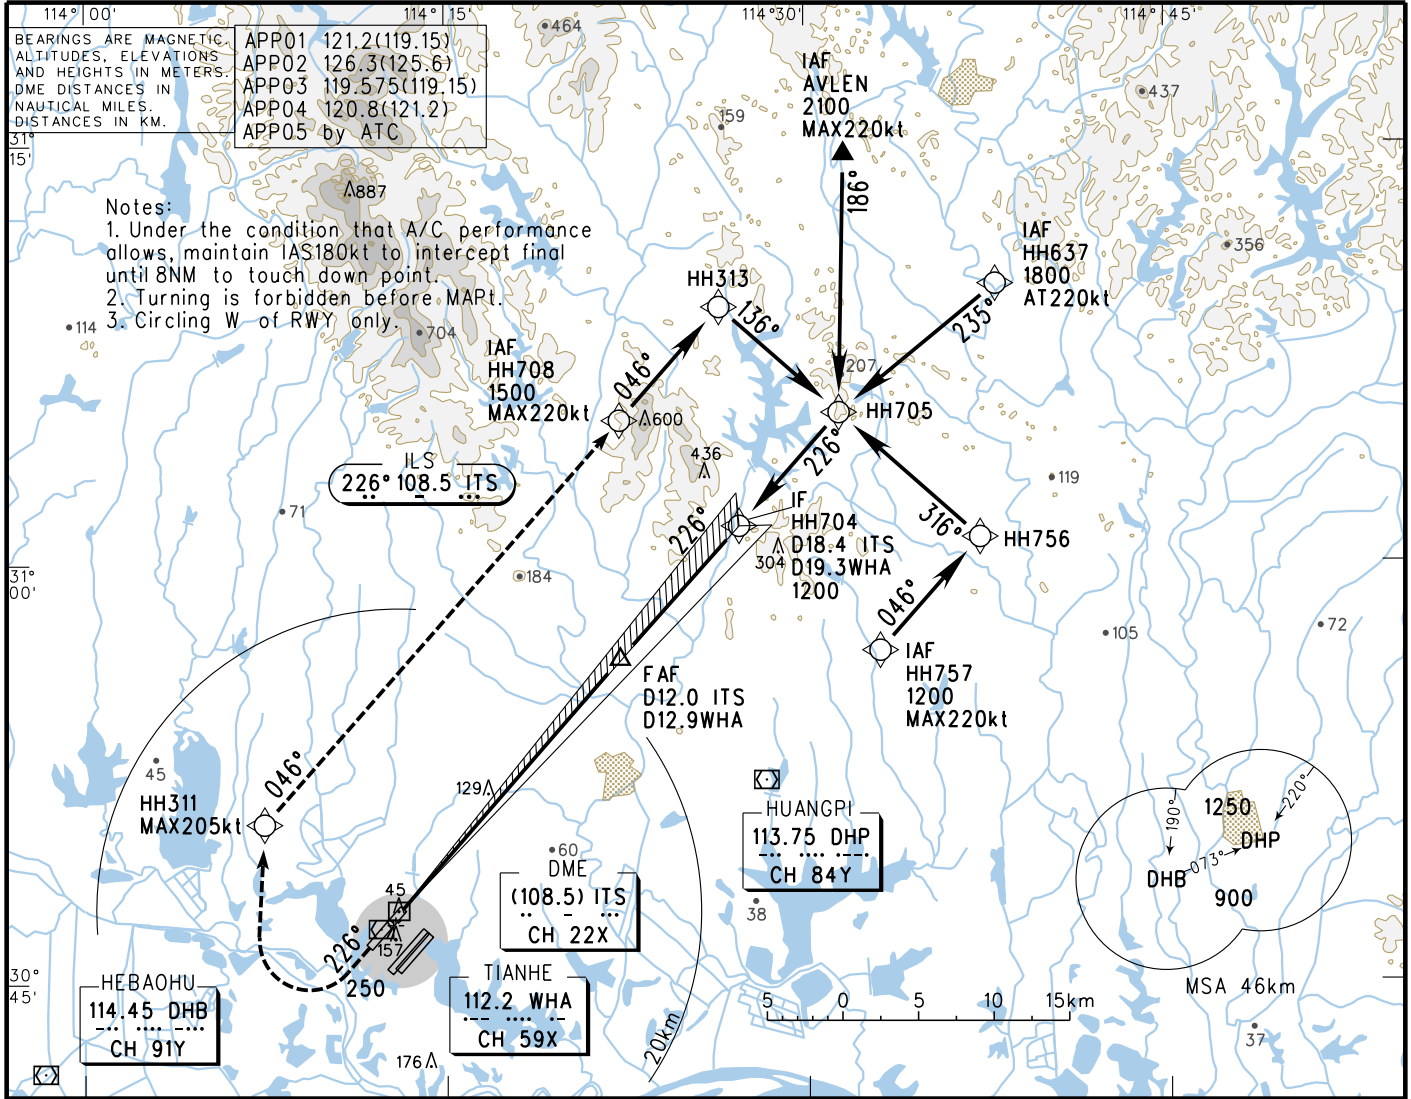 114° 00'
114° 15'
114° 30'
114° 45'
BEARINGS ARE MAGNETIC,
ALTITUDES, ELEVATIONS
AND HEIGHTS IN METERS.
DME DISTANCES IN
NAUTICAL MILES.
DISTANCES IN KM.
APP01 121.2(119.15)
APP02 126.3(125.6)
APP03 119.575(119.15)
APP04 120.8(121.2)
APP05 by ATC
31°
15'
464
159
437
IAF
AVLEN
2100
MAX220kt
186°
887
Notes:
1. Under the condition that A/C performance
allows, maintain IAS180kt to intercept final
until 8NM to touch down point.
2. Turning is forbidden before MAPt.
3. Circling W of RWY only.
114
704
356
IAF
HH637
1800
AT220kt
235°
HH313
136°
IAF
HH708
1500
MAX220kt
046°
600
207
HH705
226°
436
ILS
226° 108.5 ITS
71
119
226°
IF
HH704
D18.4 ITS
D19.3WHA
1200
304
316°
HH756
31°
00'
184
046°
105
72
IAF
HH757
1200
MAX220kt
FAF
D12.0 ITS
D12.9WHA
45
046°
HH311
MAX205kt
129
60
HUANGPI
113.75 DHP
CH 84Y
38
1250
190°
220°
DHP
073°
DHB
900
MSA 46km
DME
(108.5) ITS
CH 22X
45
157
226°
250
30°
45'
HEBAOHU
114.45 DHB
CH 91Y
TIANHE
112.2 WHA
CH 59X
20km
176
5 0 5 10 15km
37